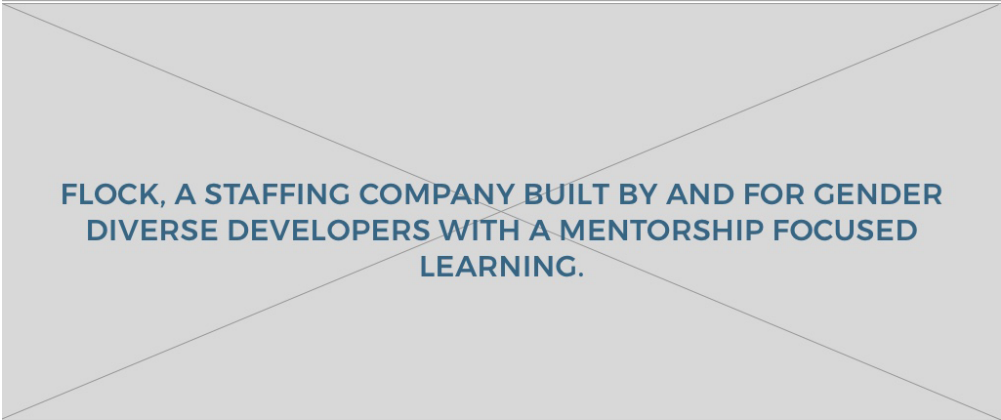 FLOCK, A STAFFING COMPANY BUILT BY AND FOR GENDER
DIVERSE DEVELOPERS WITH A MENTORSHIP FOCUSED
LEARNING.